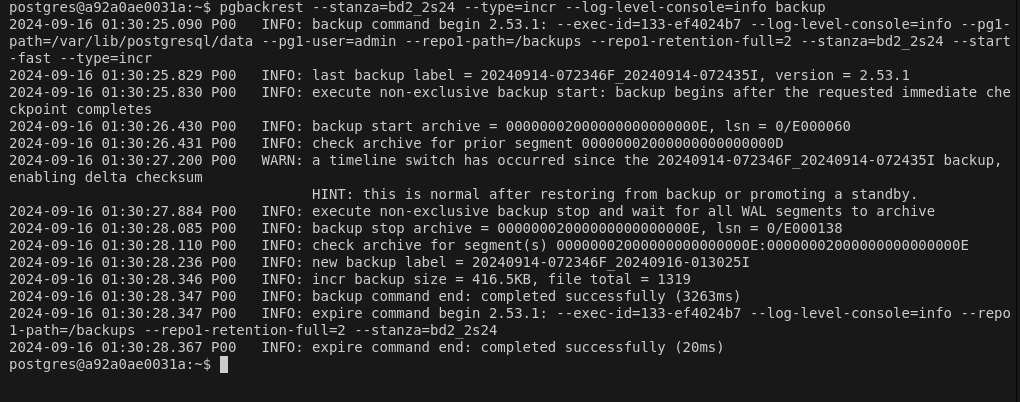 postgres@a92a0ae0031a:~$ pgbackrest --stanza=bd2_2s24 --type=incr --log-level-console=info backup
2024-09-16 01:30:25.090 P00   INFO: backup command begin 2.53.1: --exec-id=133-ef4024b7 --log-level-console=info --pg1-
path=/var/lib/postgresql/data --pg1-user=admin --repo1-path=/backups --repo1-retention-full=2 --stanza=bd2_2s24 --start
-fast --type=incr
2024-09-16 01:30:25.829 P00   INFO: last backup label = 20240914-072346F_20240914-072435I, version = 2.53.1
2024-09-16 01:30:25.830 P00   INFO: execute non-exclusive backup start: backup begins after the requested immediate che
ckpoint completes
2024-09-16 01:30:26.430 P00   INFO: backup start archive = 00000002000000000000000E, lsn = 0/E000060
2024-09-16 01:30:26.431 P00   INFO: check archive for prior segment 00000002000000000000000D
2024-09-16 01:30:27.200 P00   WARN: a timeline switch has occurred since the 20240914-072346F_20240914-072435I backup,
enabling delta checksum
                                    HINT: this is normal after restoring from backup or promoting a standby.
2024-09-16 01:30:27.884 P00   INFO: execute non-exclusive backup stop and wait for all WAL segments to archive
2024-09-16 01:30:28.085 P00   INFO: backup stop archive = 00000002000000000000000E, lsn = 0/E000138
2024-09-16 01:30:28.110 P00   INFO: check archive for segment(s) 00000002000000000000000E:00000002000000000000000E
2024-09-16 01:30:28.236 P00   INFO: new backup label = 20240914-072346F_20240916-013025I
2024-09-16 01:30:28.346 P00   INFO: incr backup size = 416.5KB, file total = 1319
2024-09-16 01:30:28.347 P00   INFO: backup command end: completed successfully (3263ms)
2024-09-16 01:30:28.347 P00   INFO: expire command begin 2.53.1: --exec-id=133-ef4024b7 --log-level-console=info --repo
1-path=/backups --repo1-retention-full=2 --stanza=bd2_2s24
2024-09-16 01:30:28.367 P00   INFO: expire command end: completed successfully (20ms)
postgres@a92a0ae0031a:~$